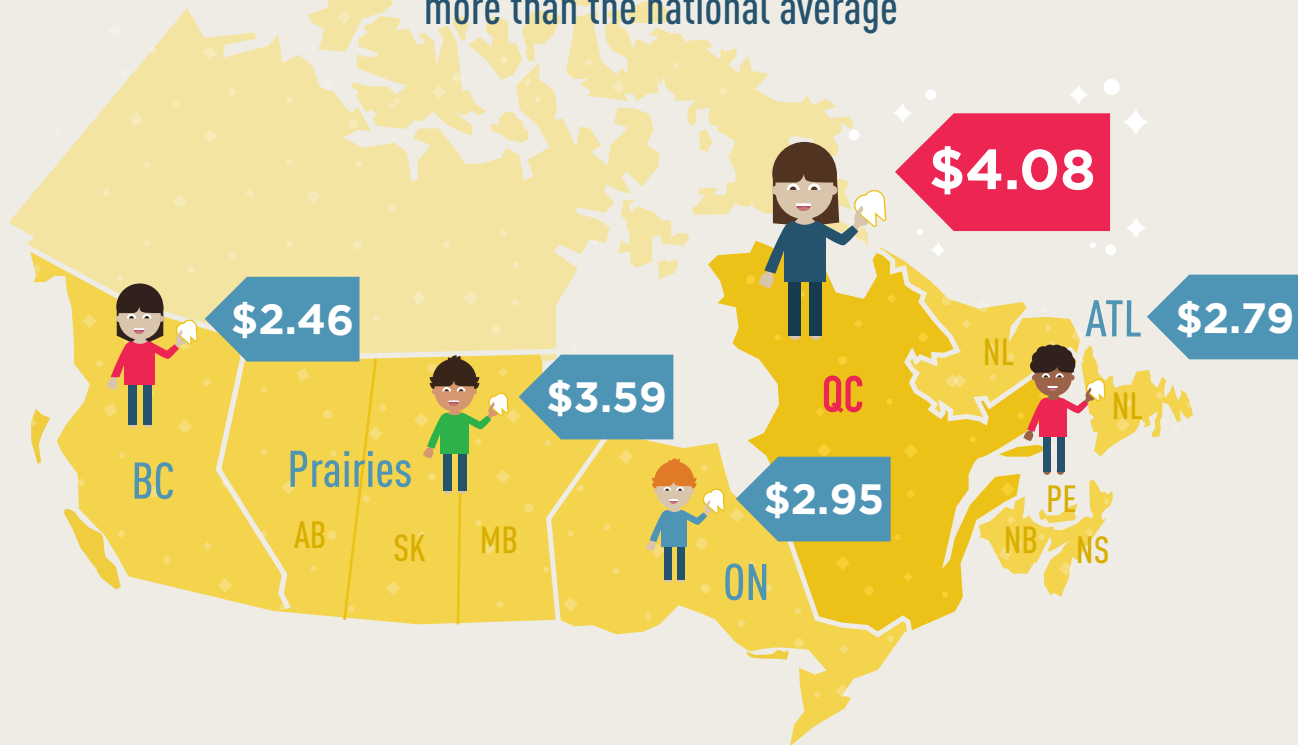 more than the national average
$4.08
$2.46
ATL
$2.79
NL
$3.59
QC
NL
BC
Prairies
$2.95
PE
AB
SK
MB
NB
NS
ON